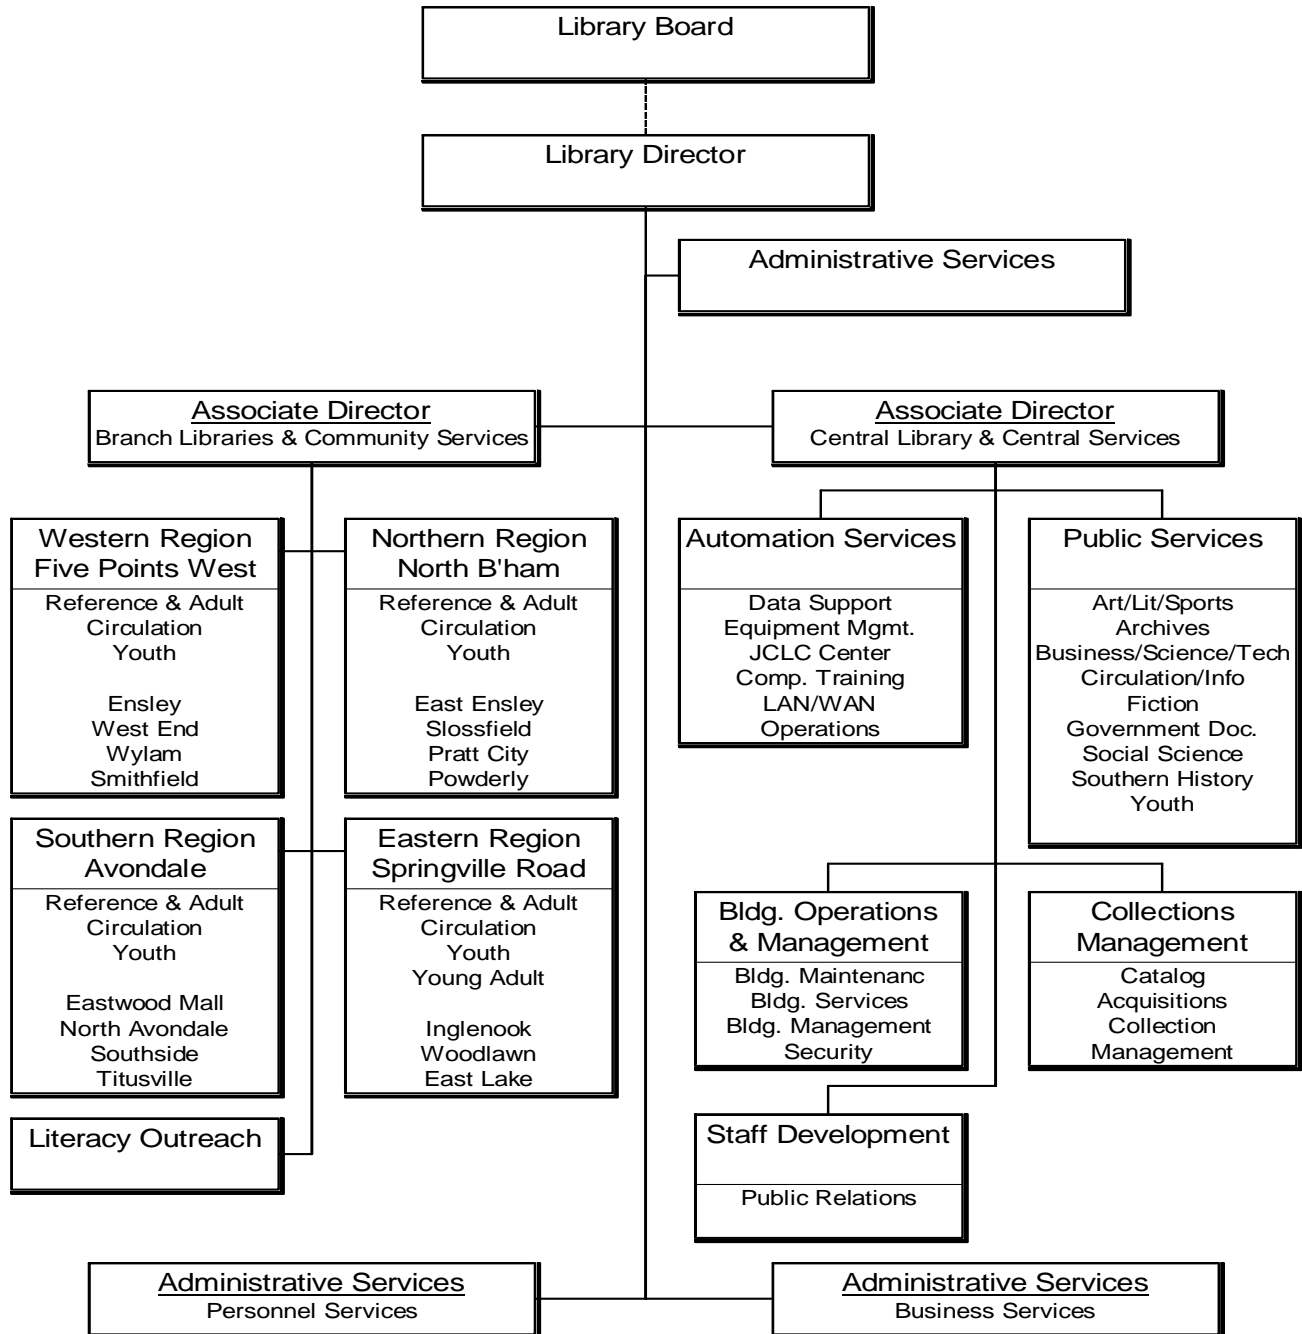 Library Board
Library Director
Administrative Services
Associate Director
Branch Libraries & Community Services
Associate Director
Central Library & Central Services
Western Region
Five Points West
Reference & Adult
Circulation
Youth
Ensley
West End
Wylam
Smithfield
Northern Region
North B'ham
Reference & Adult
Circulation
Youth
East Ensley
Slossfield
Pratt City
Powderly
Automation Services
Data Support
Equipment Mgmt.
JCLC Center
Comp. Training
LAN/WAN
Operations
Public Services
Art/Lit/Sports
Archives
Business/Science/Tech
Circulation/Info
Fiction
Government Doc.
Social Science
Southern History
Youth
Southern Region
Avondale
Reference & Adult
Circulation
Youth
Eastwood Mall
North Avondale
Southside
Titusville
Eastern Region
Springville Road
Reference & Adult
Circulation
Youth
Young Adult
Inglenook
Woodlawn
East Lake
Bldg. Operations
& Management
Bldg. Maintenanc
Bldg. Services
Bldg. Management
Security
Collections
Management
Catalog
Acquisitions
Collection
Management
Literacy Outreach
Staff Development
Public Relations
Administrative Services
Personnel Services
Administrative Services
Business Services